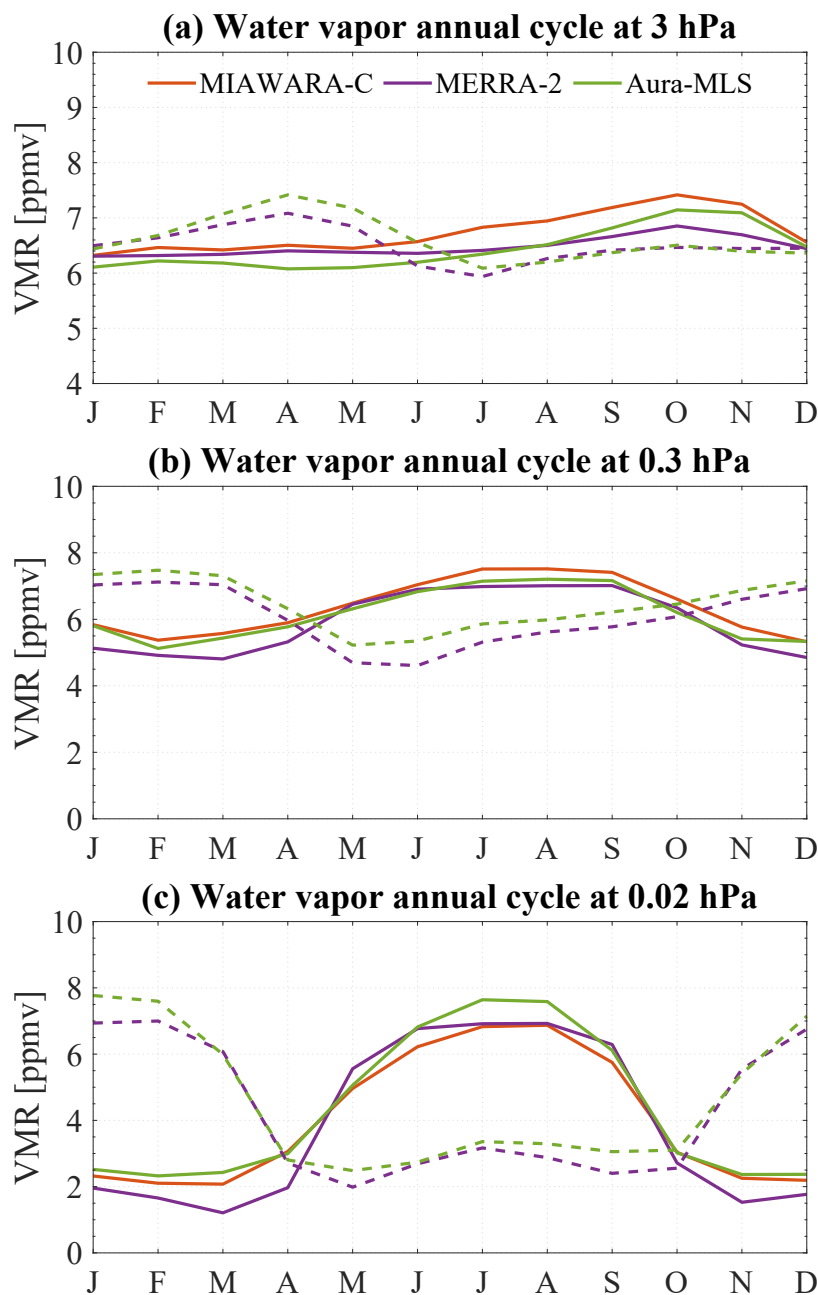 (a) Water vapor annual cycle at 3 hPa
MIAWARA-C MERRA-2 Aura-MLS
VMR [ppmv]
10
9
8
7
6
5
4
J F M A M J J A S O N D
(b) Water vapor annual cycle at 0.3 hPa
VMR [ppmv]
10
8
6
4
2
0
J F M A M J J A S O N D
(c) Water vapor annual cycle at 0.02 hPa
VMR [ppmv]
10
8
6
4
2
0
J F M A M J J A S O N D